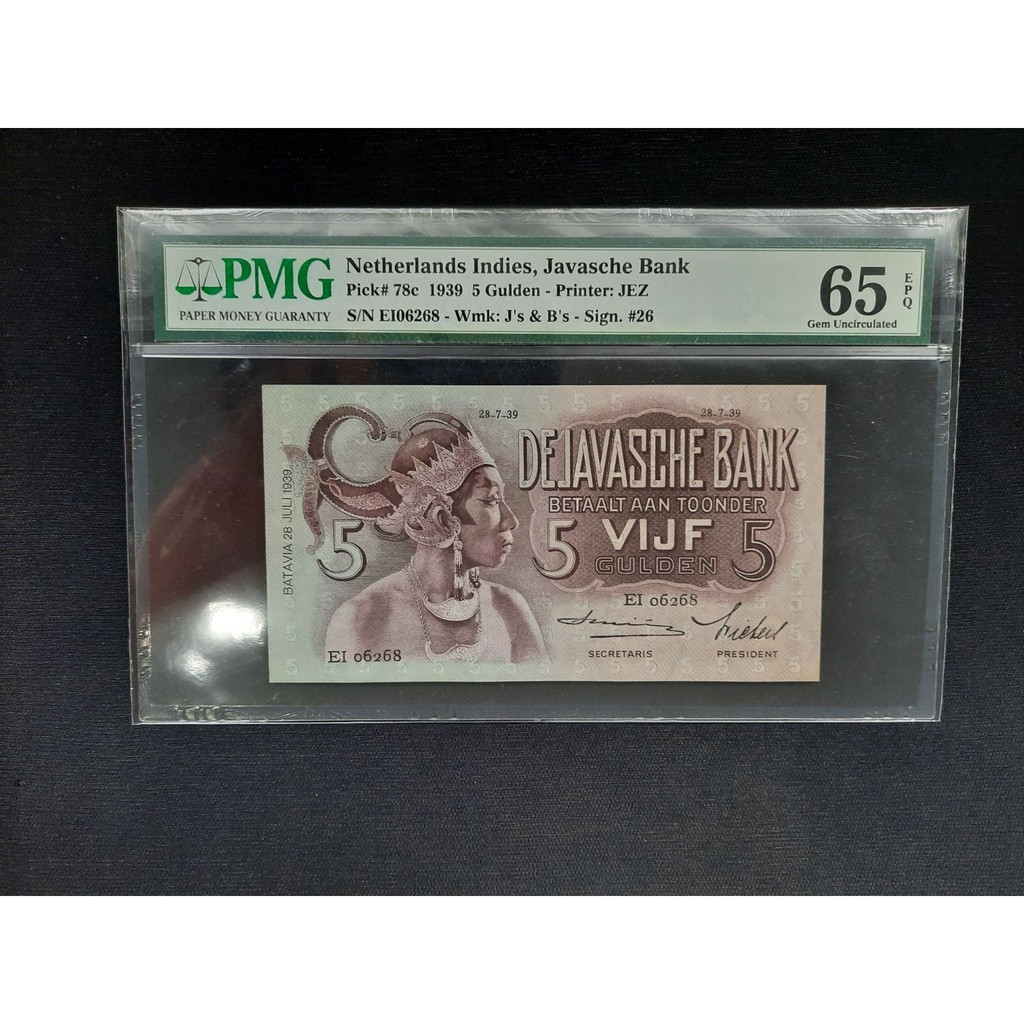 PMG
PAPER MONEY GUARANTY
Netherlands Indies, Javasche Bank
Pick# 78c 1939 5 Gulden - Printer: JEZ
S/N EI06268 - Wmk: J's & B's - Sign. #26
65 EPQ
Gem Uncirculated
28-7-39 28-7-39
DE JAVASCHE BANK
BETAALT AAN TOONDER
5 5 VIJF 5
GULDEN
BATAVIA 28 JULI 1939
EI 06268
EI 06268
SECRETARIS PRESIDENT